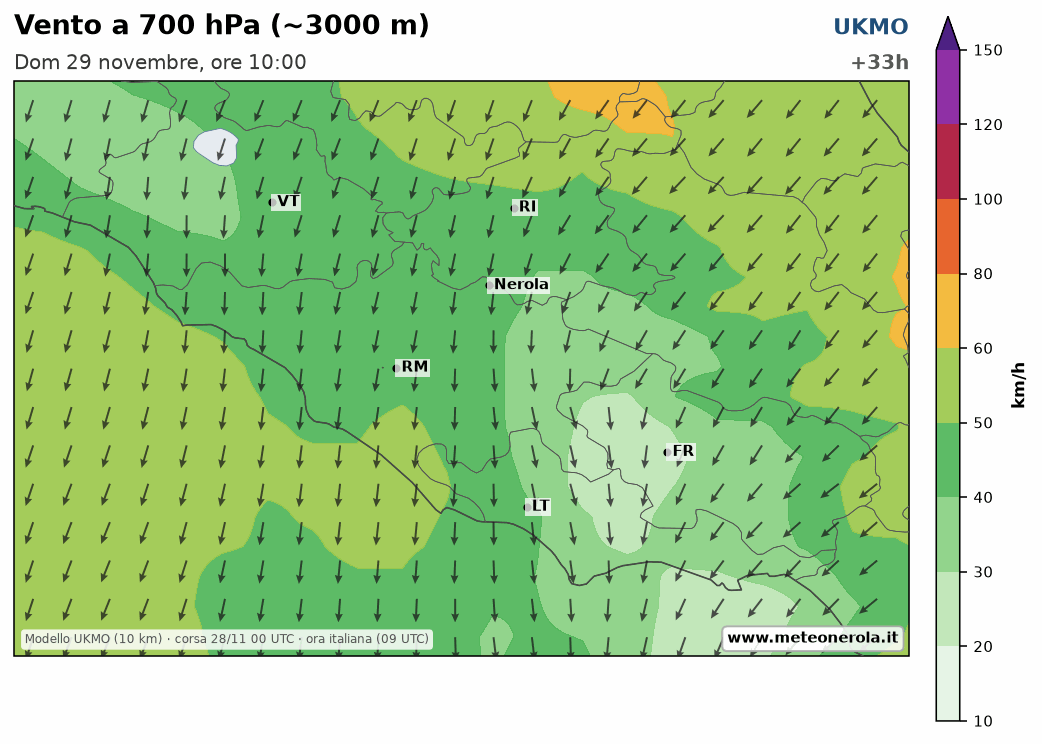 Vento a 700 hPa (~3000 m)
UKMO
Dom 29 novembre, ore 10:00
+33h
VT
RI
Nerola
RM
FR
LT
Modello UKMO (10 km) · corsa 28/11 00 UTC · ora italiana (09 UTC)
www.meteonerola.it
150
120
100
80
60
50
40
30
20
10
km/h